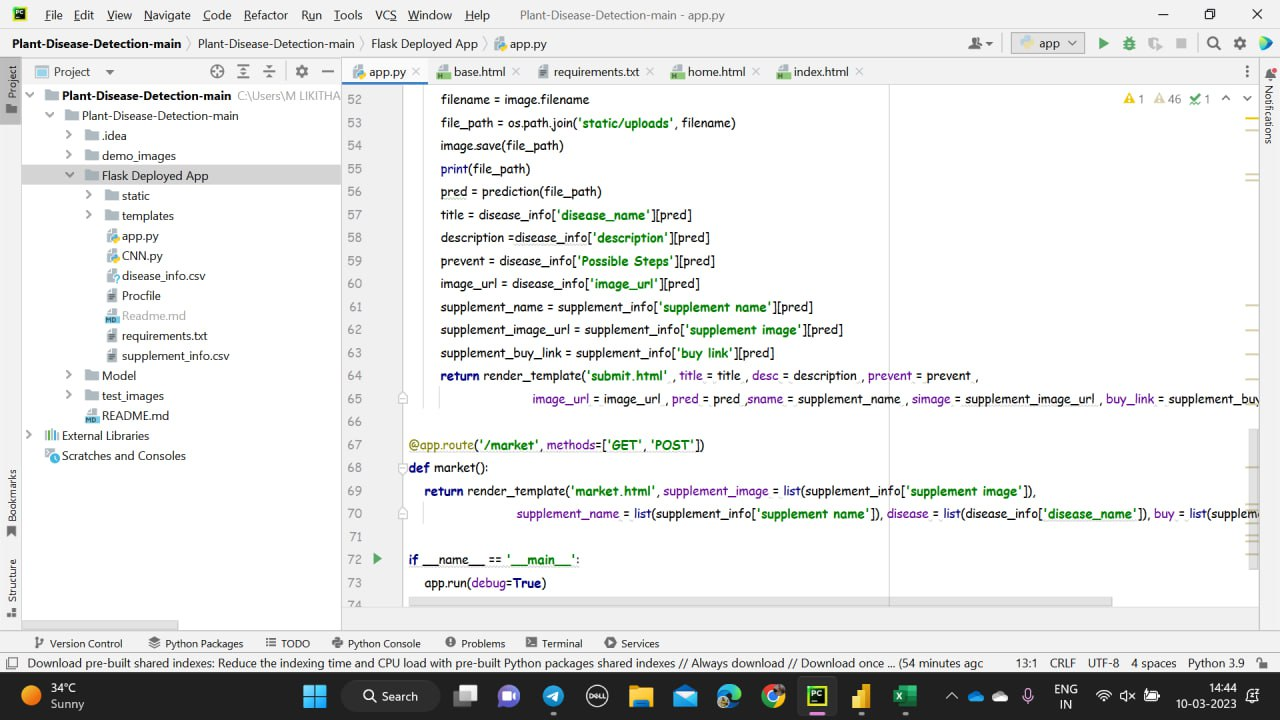 File Edit View Navigate Code Refactor Run Tools VCS Window Help Plant-Disease-Detection-main - app.py
Plant-Disease-Detection-main Plant-Disease-Detection-main Flask Deployed App app.py app
Project
Project
app.py base.html requirements.txt home.html index.html
Notifications
Plant-Disease-Detection-main C:\Users\M LIKITHA
Plant-Disease-Detection-main
.idea
demo_images
Flask Deployed App
static
templates
app.py
CNN.py
disease_info.csv
Procfile
Readme.md
requirements.txt
supplement_info.csv
Model
test_images
README.md
External Libraries
Scratches and Consoles
Bookmarks
Structure
1 46 1
52 filename = image.filename
53 file_path = os.path.join('static/uploads', filename)
54 image.save(file_path)
55 print(file_path)
56 pred = prediction(file_path)
57 title = disease_info['disease_name'][pred]
58 description =disease_info['description'][pred]
59 prevent = disease_info['Possible Steps'][pred]
60 image_url = disease_info['image_url'][pred]
61 supplement_name = supplement_info['supplement name'][pred]
62 supplement_image_url = supplement_info['supplement image'][pred]
63 supplement_buy_link = supplement_info['buy link'][pred]
64 return render_template('submit.html' , title = title , desc = description , prevent = prevent ,
65 image_url = image_url , pred = pred ,sname = supplement_name , simage = supplement_image_url , buy_link = supplement_buy
66
67 @app.route('/market', methods=['GET', 'POST'])
68 def market():
69 return render_template('market.html', supplement_image = list(supplement_info['supplement image']),
70 supplement_name = list(supplement_info['supplement name']), disease = list(disease_info['disease_name']), buy = list(supplem
71
72 if __name__ == '__main__':
73 app.run(debug=True)
74
Version Control Python Packages TODO Python Console Problems Terminal Services
Download pre-built shared indexes: Reduce the indexing time and CPU load with pre-built Python packages shared indexes // Always download // Download once ... (54 minutes agc 13:1 CRLF UTF-8 4 spaces Python 3.9
34°C
Sunny
Search
DELL
PC
ENG
IN
14:44
10-03-2023